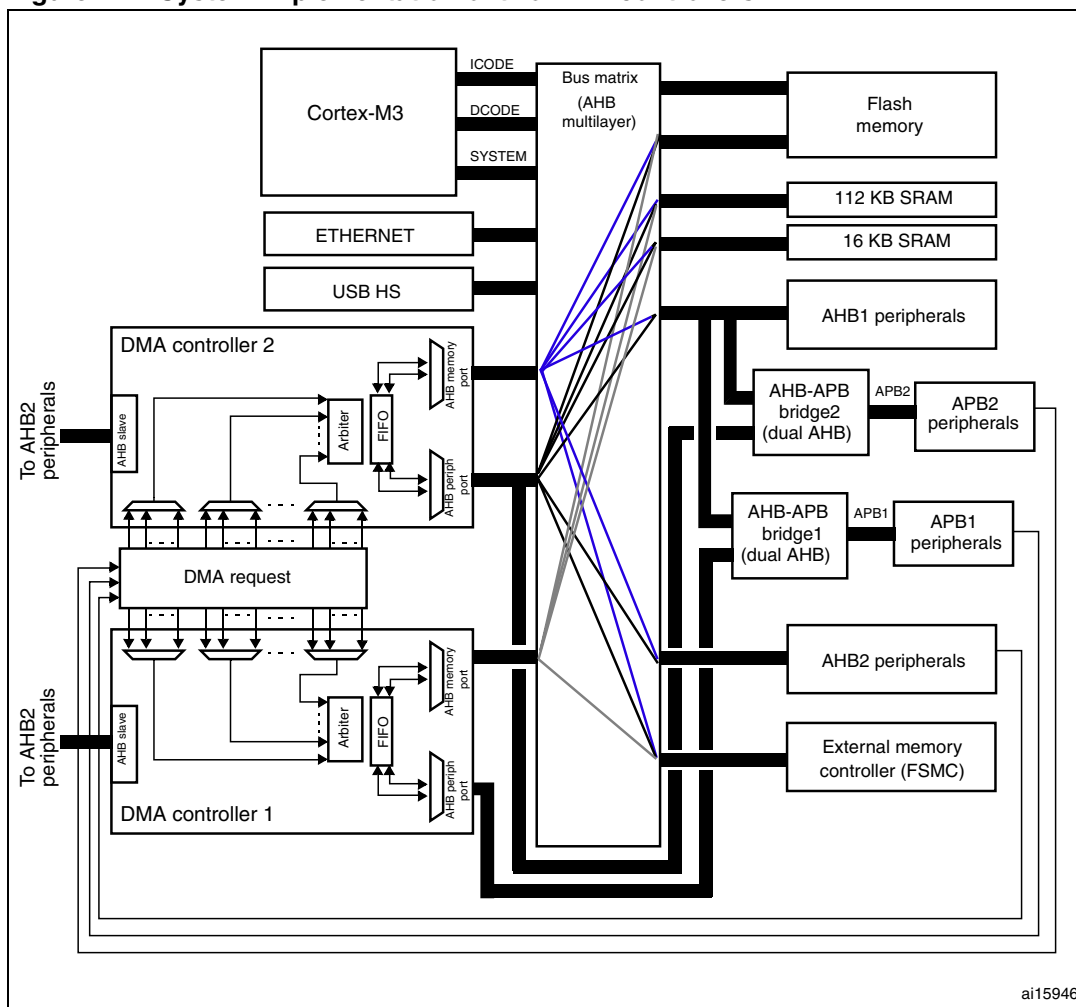 ICODE
DCODE
SYSTEM
Cortex-M3
Bus matrix
(AHB
multilayer)
Flash
memory
112 KB SRAM
16 KB SRAM
ETHERNET
USB HS
AHB1 peripherals
DMA controller 2
To AHB2
peripherals
AHB slave
Arbiter
FIFO
AHB memory
port
AHB periph
port
AHB-APB
bridge2
(dual AHB)
APB2
APB2
peripherals
AHB-APB
bridge1
(dual AHB)
APB1
APB1
peripherals
DMA request
To AHB2
peripherals
AHB slave
Arbiter
FIFO
AHB memory
port
AHB periph
port
DMA controller 1
AHB2 peripherals
External memory
controller (FSMC)
ai15946